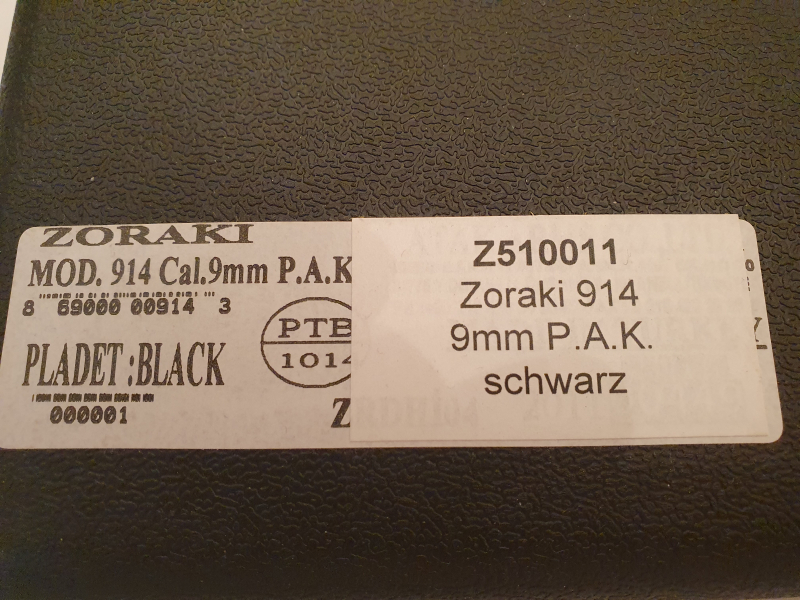 ZORAKI
MOD. 914 Cal.9mm P.A.K
8 69000 00914 3
PTB
1014
PLADET :BLACK
000001
Z
Z510011
Zoraki 914
9mm P.A.K.
schwarz